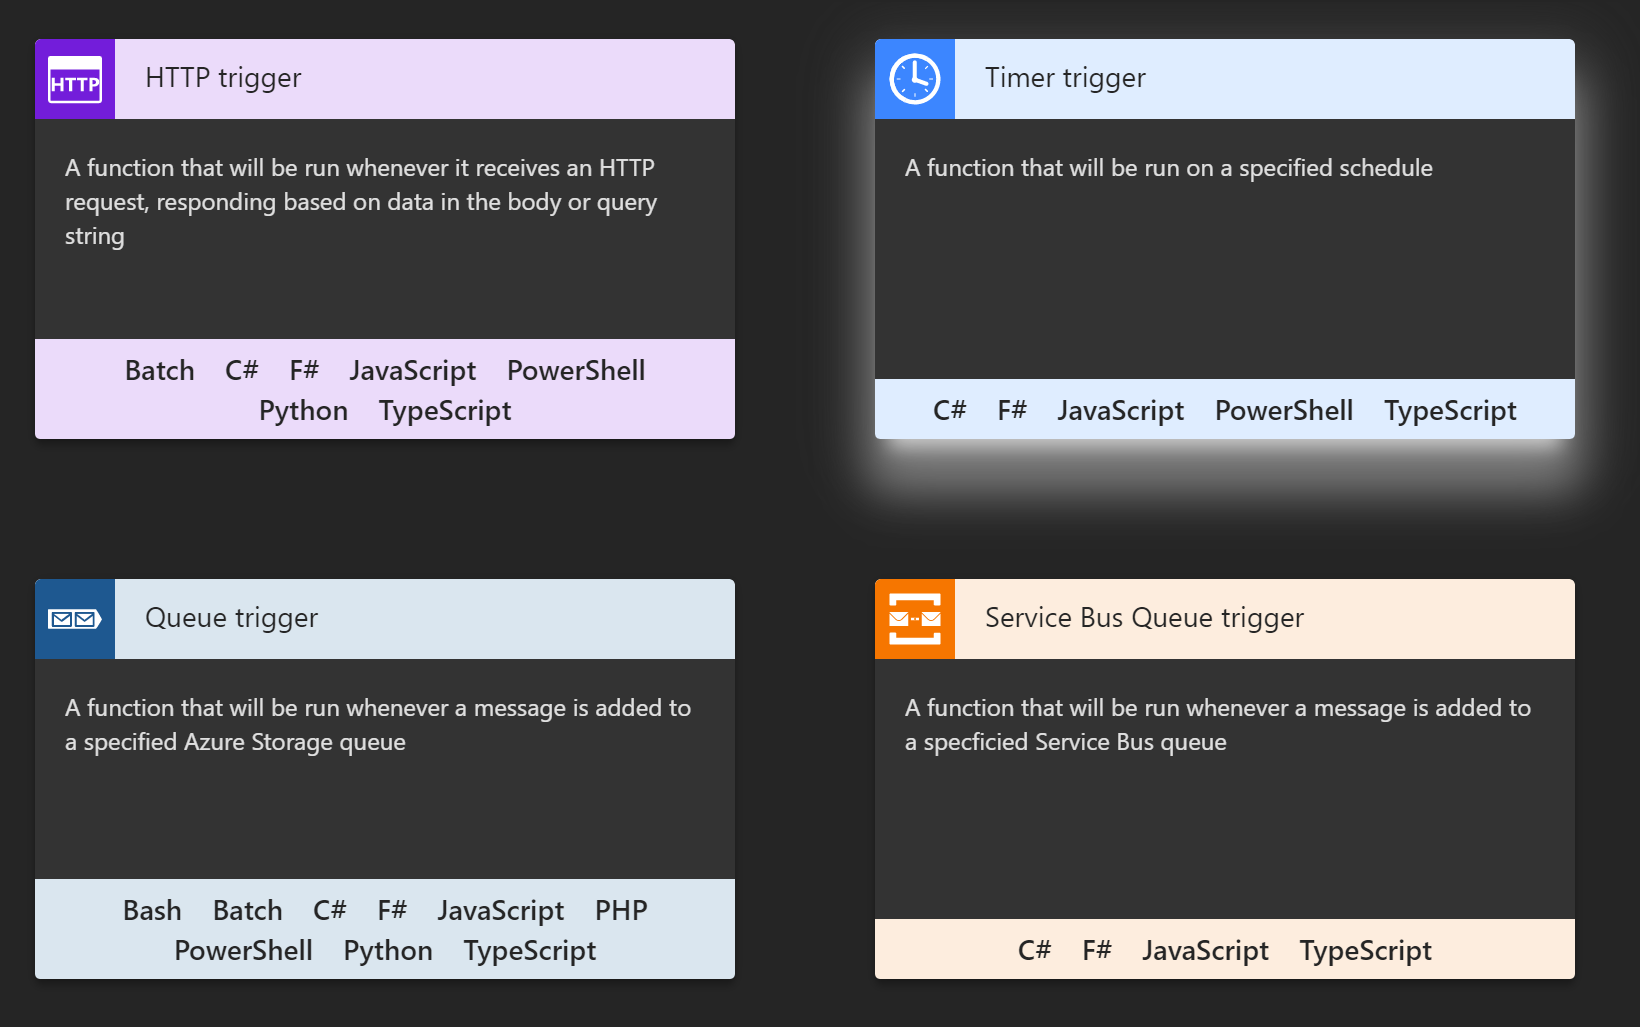 HTTP
HTTP trigger
A function that will be run whenever it receives an HTTP
request, responding based on data in the body or query
string
Batch C# F# JavaScript PowerShell
Python TypeScript
Timer trigger
A function that will be run on a specified schedule
C# F# JavaScript PowerShell TypeScript
Queue trigger
A function that will be run whenever a message is added to
a specified Azure Storage queue
Bash Batch C# F# JavaScript PHP
PowerShell Python TypeScript
Service Bus Queue trigger
A function that will be run whenever a message is added to
a specficied Service Bus queue
C# F# JavaScript TypeScript